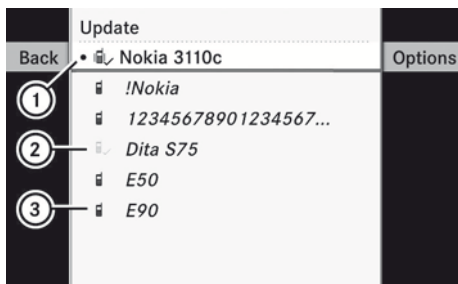 Update
Back
Nokia 3110c
Options
!Nokia
12345678901234567...
Dita S75
E50
E90
1
2
3